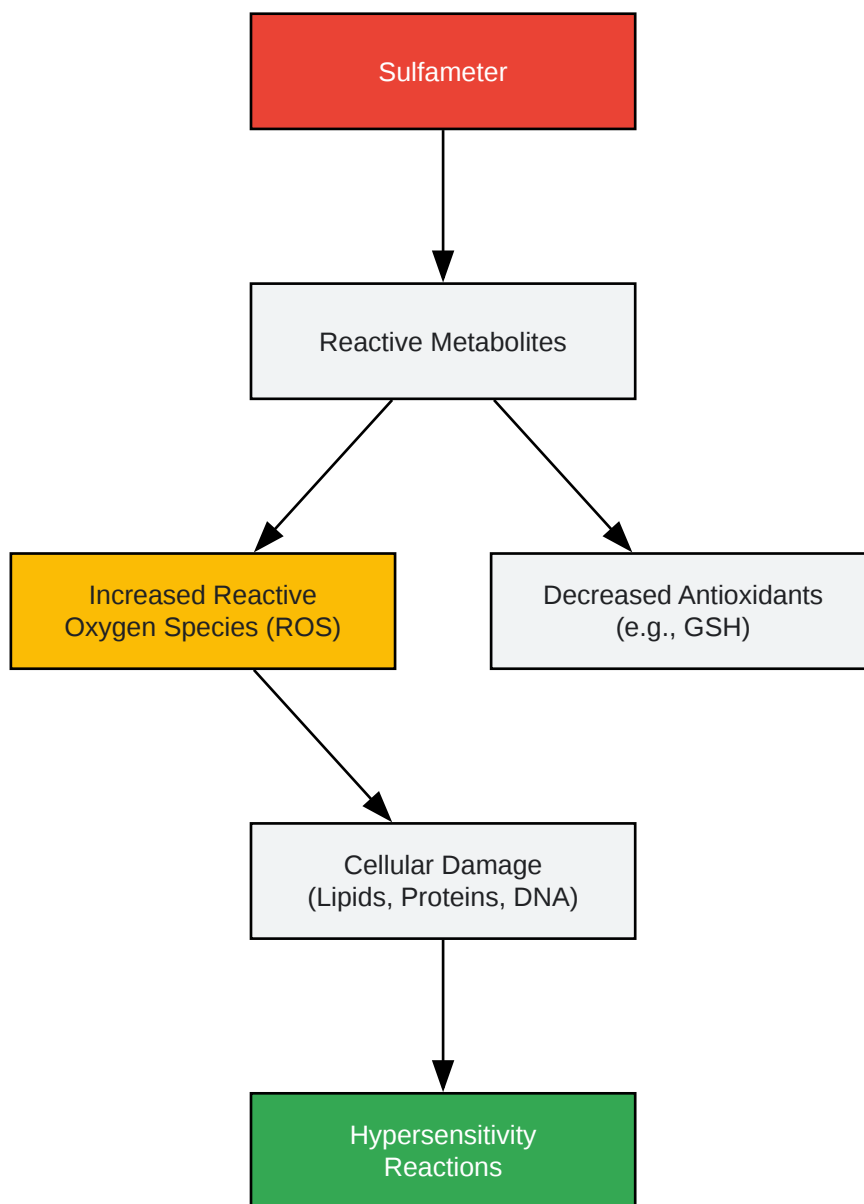 Sulfameter
Reactive Metabolites
Increased Reactive
Oxygen Species (ROS)
Decreased Antioxidants
(e.g., GSH)
Cellular Damage
(Lipids, Proteins, DNA)
Hypersensitivity
Reactions